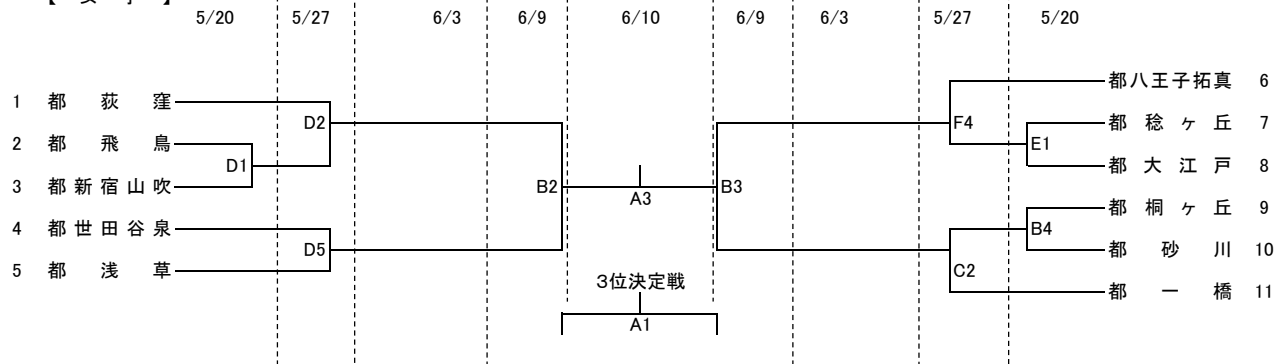 【 女 子 】
5/20 5/27 6/3 6/9 6/10 6/9 6/3 5/27 5/20
都八王子拓真 6
1 都 荻 窪
D2 F4 都 稔 ヶ 丘 7
2 都 飛 鳥
D1 E1
都 大 江 戸 8
3 都 新 宿 山 吹 B2 A3 B3
都 桐 ヶ 丘 9
4 都 世 田 谷 泉
B4
D5 都 砂 川 10
5 都 浅 草 C2
3位決定戦
都 一 橋 11
A1